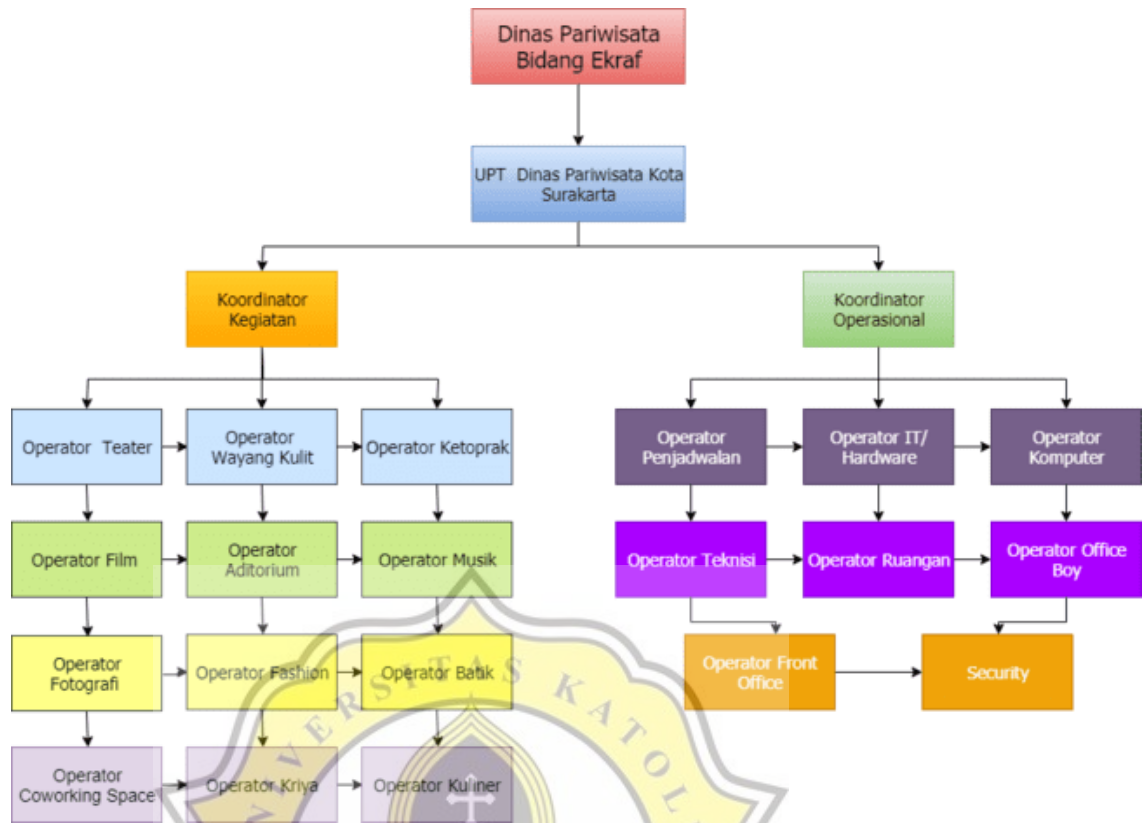 Dinas Pariwisata
Bidang Ekraf
UPT Dinas Pariwisata Kota
Surakarta
Koordinator
Kegiatan
Koordinator
Operasional
Operator Teater
Operator
Wayang Kulit
Operator Ketoprak
Operator
Penjadwalan
Operator IT/
Hardware
Operator
Komputer
Operator Film
Operator
Aditorium
Operator Musik
Operator Teknisi
Operator Ruangan
Operator Office
Boy
Operator
Fotografi
Operator Fashion
Operator Batik
Operator Front
Office
Security
Operator
Coworking Space
Operator Kriya
Operator Kuliner
UNIVERSITAS KATOL